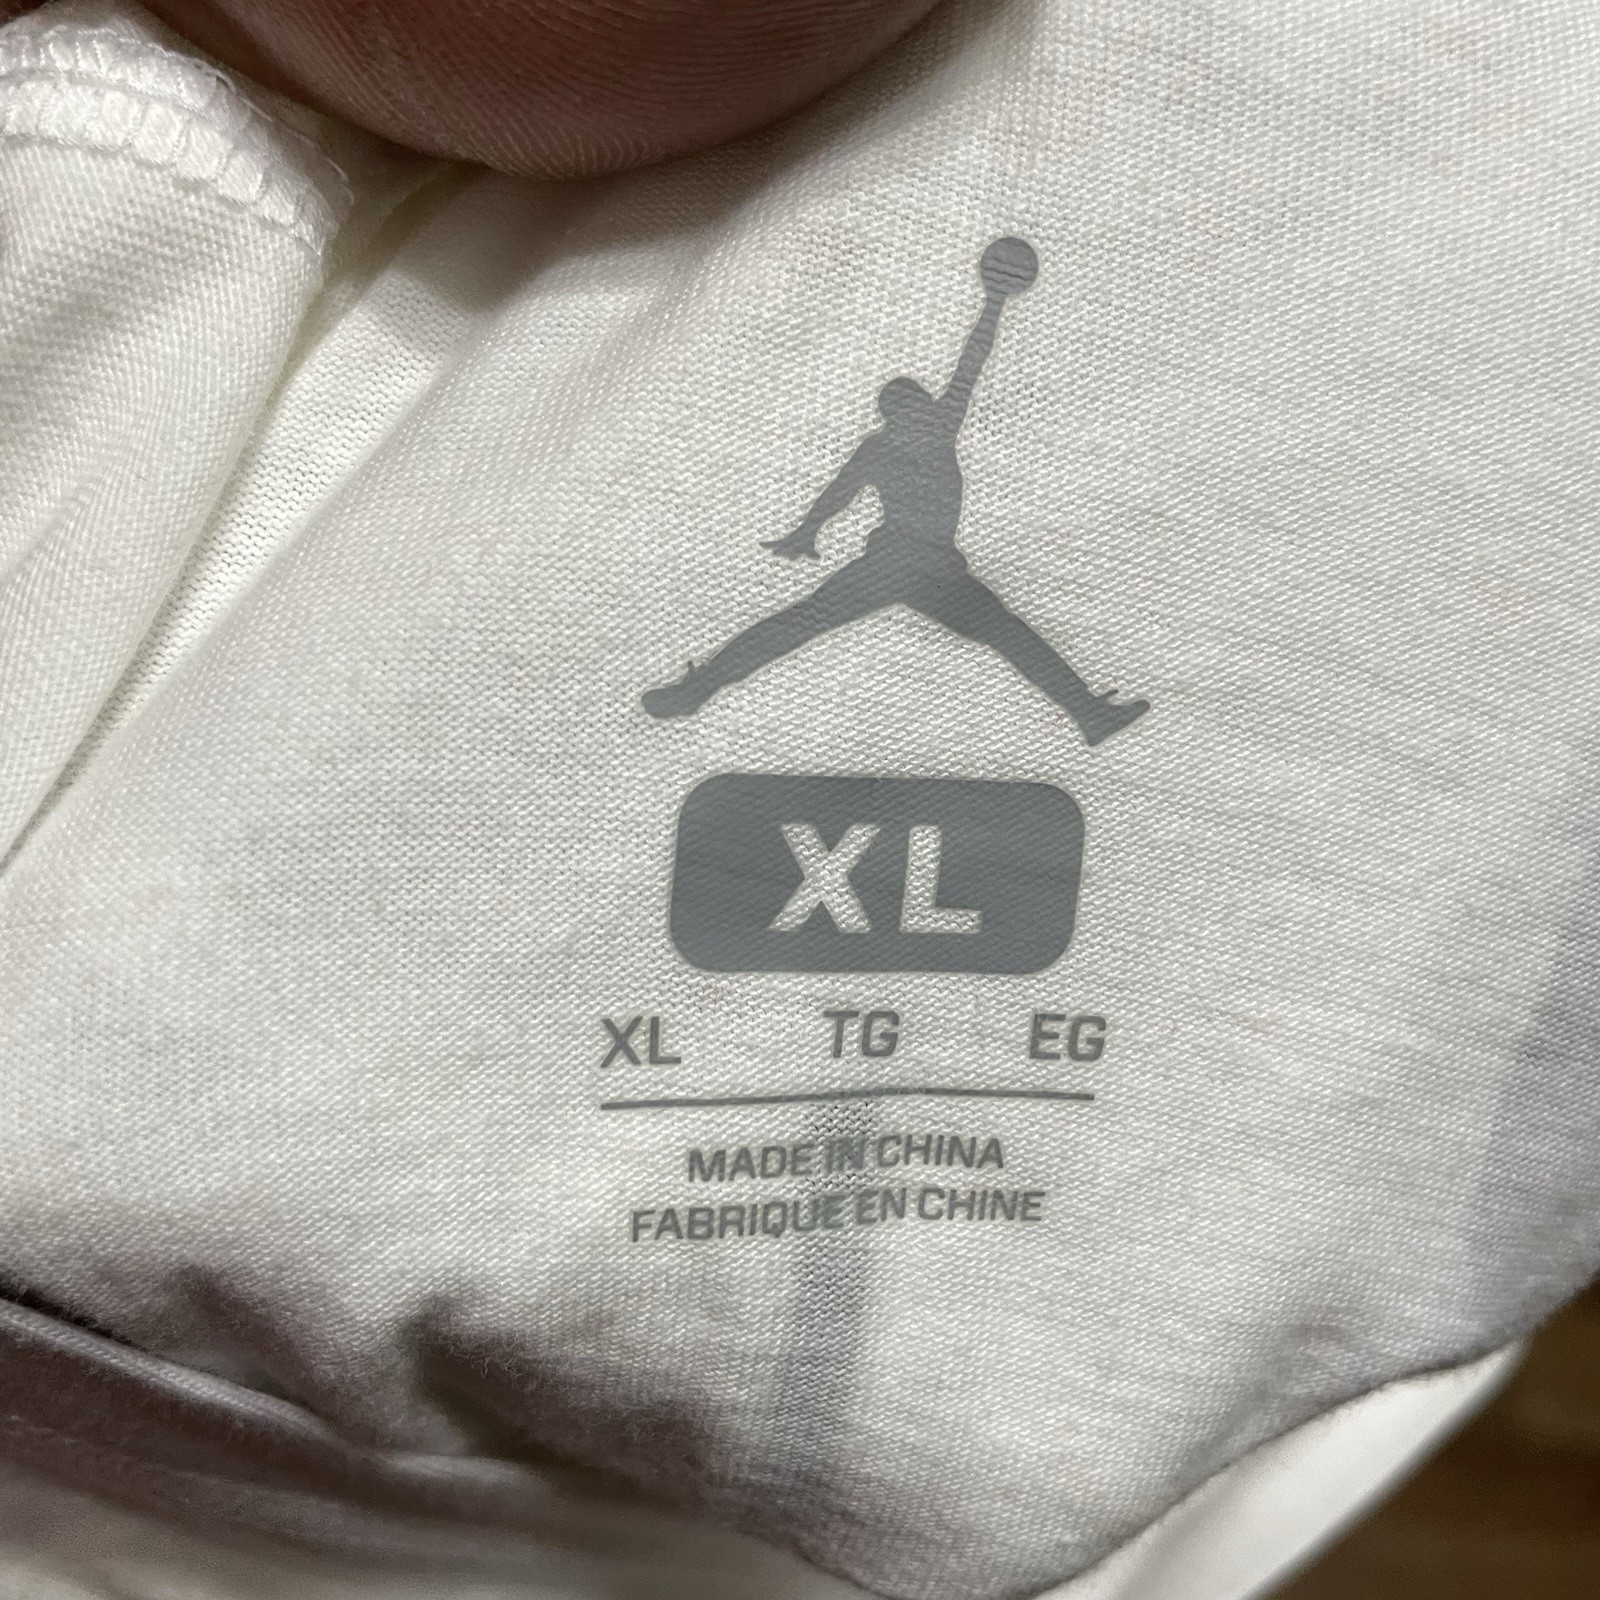 XL
XL TG EG
MADE IN CHINA
FABRIQUE EN CHINE